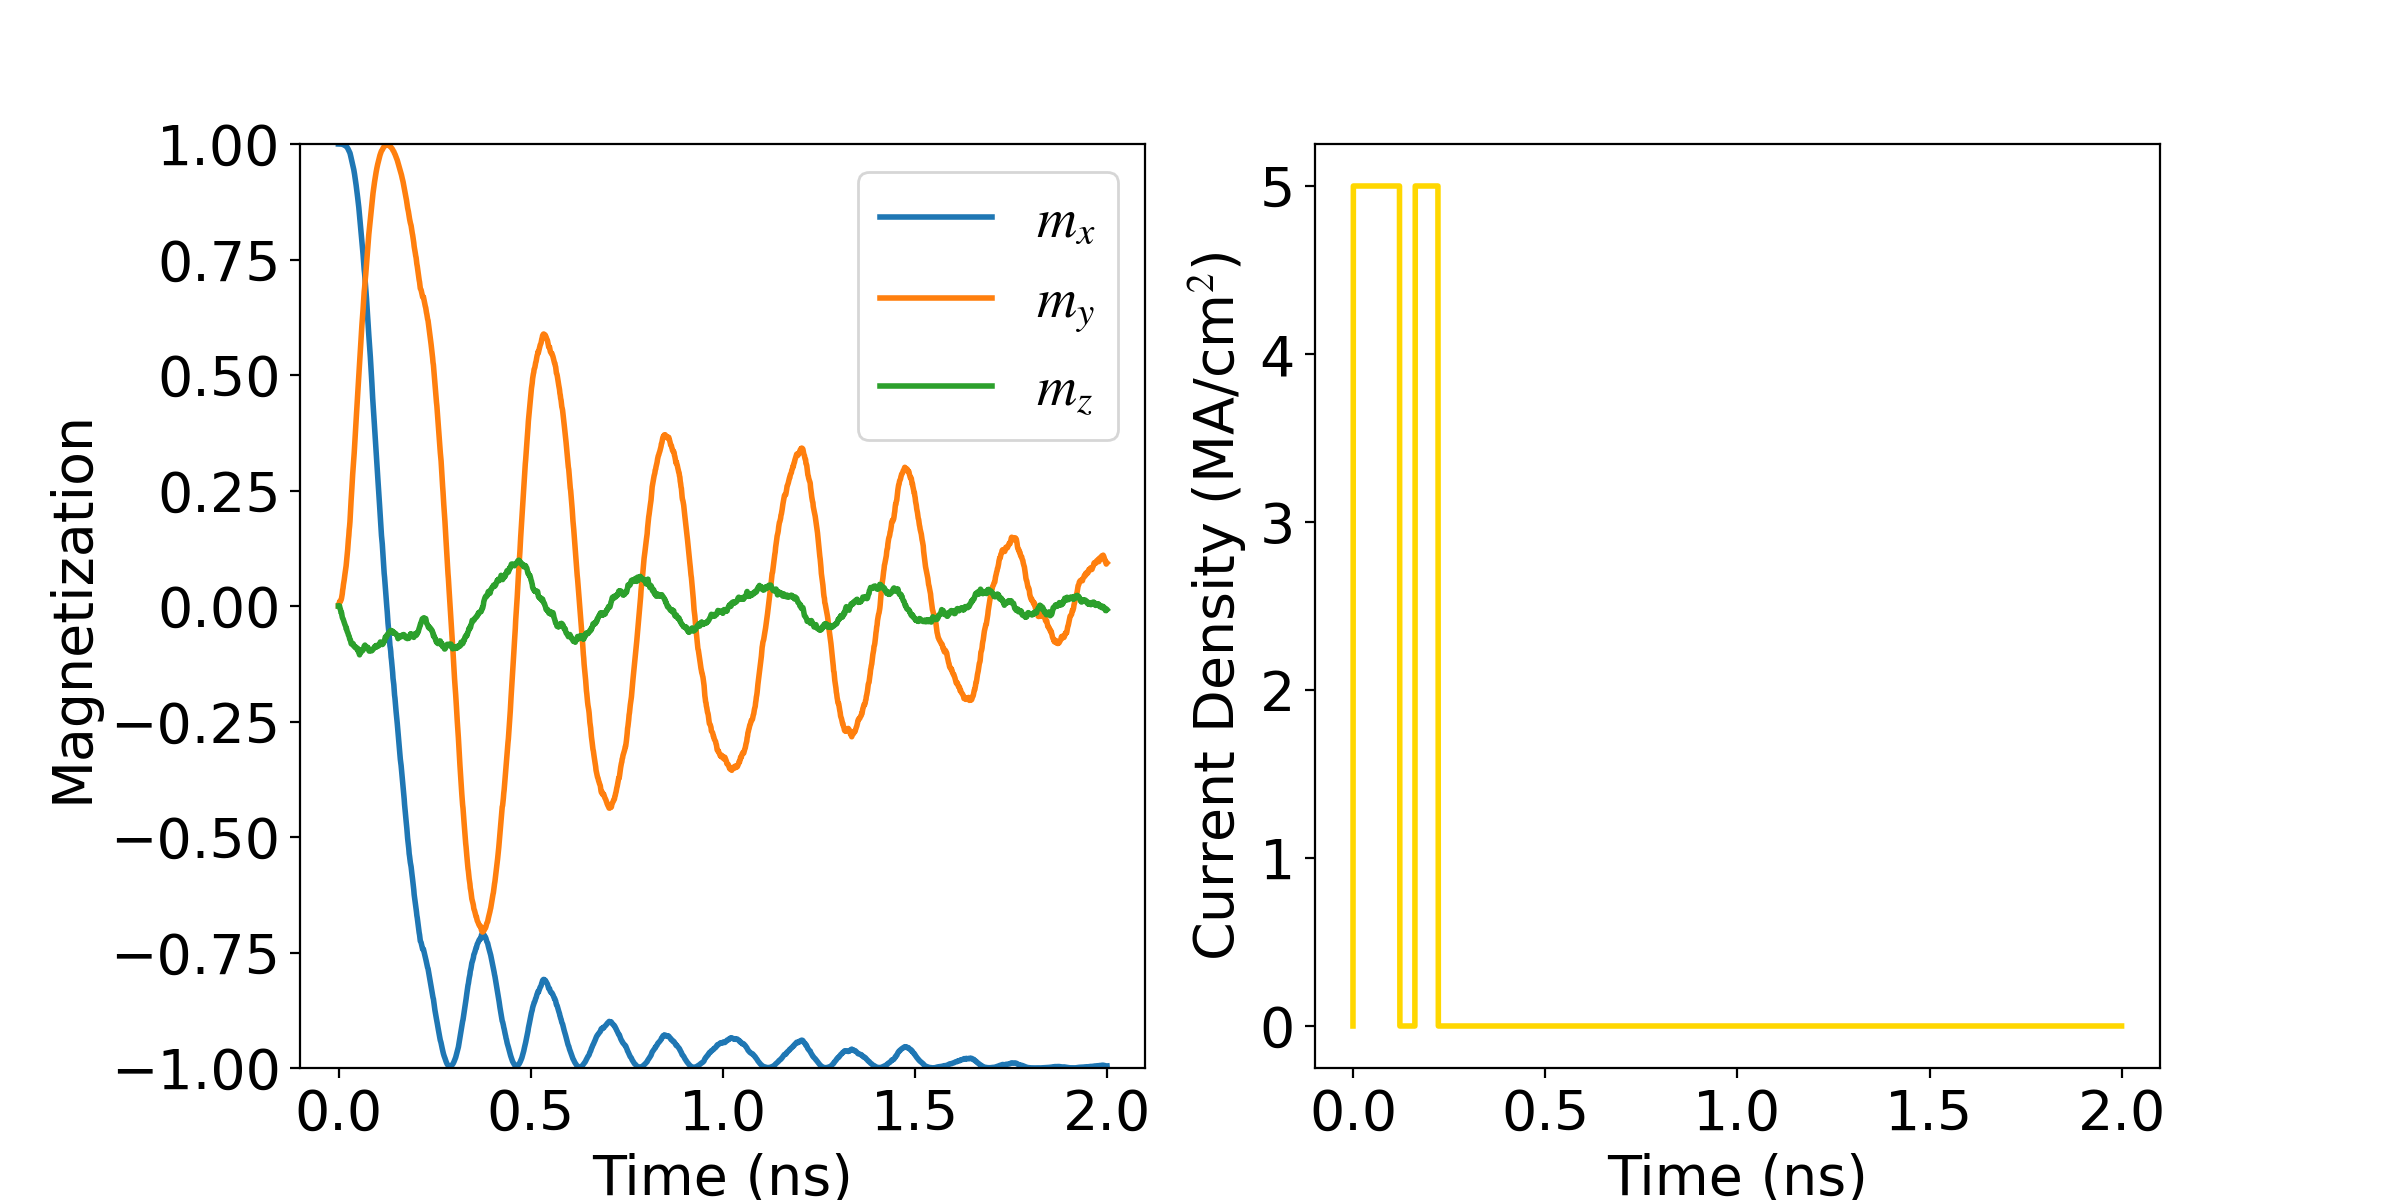 1.00
0.75
0.50
0.25
0.00
−0.25
−0.50
−0.75
−1.00
Magnetization
0.0 0.5 1.0 1.5 2.0
Time (ns)
m_x
m_y
m_z
5
4
3
2
1
0
Current Density (MA/cm²)
0.0 0.5 1.0 1.5 2.0
Time (ns)